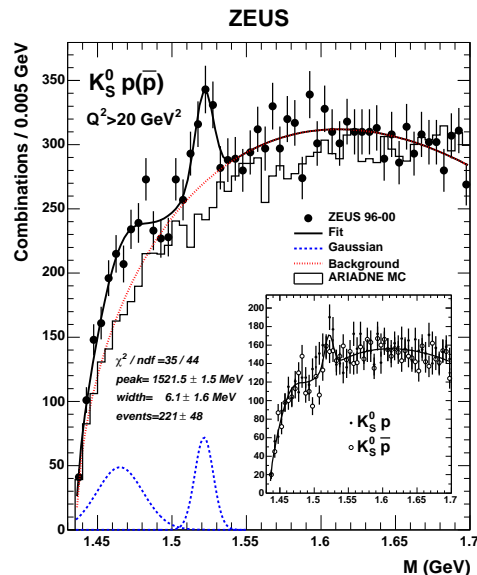 ZEUS
Combinations / 0.005 GeV
350
300
250
200
150
100
50
0
K⁰_S p(p̄)
Q²>20 GeV²
ZEUS 96-00
Fit
Gaussian
Background
ARIADNE MC
χ² / ndf =35 / 44
peak= 1521.5 ± 1.5 MeV
width= 6.1± 1.6 MeV
events=221± 48
200
180
160
140
120
100
80
60
40
20
0
K⁰_S p
K⁰_S p̄
1.45 1.5 1.55 1.6 1.65 1.7
1.45 1.5 1.55 1.6 1.65 1.7
M (GeV)